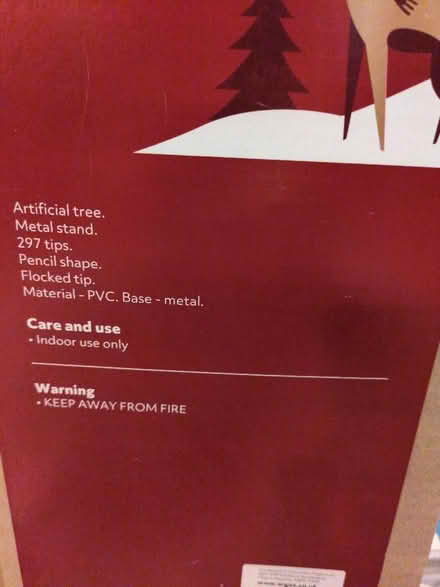 Artificial tree.
Metal stand.
297 tips.
Pencil shape.
Flocked tip.
Material - PVC. Base - metal.
Care and use
• Indoor use only
Warning
• KEEP AWAY FROM FIRE